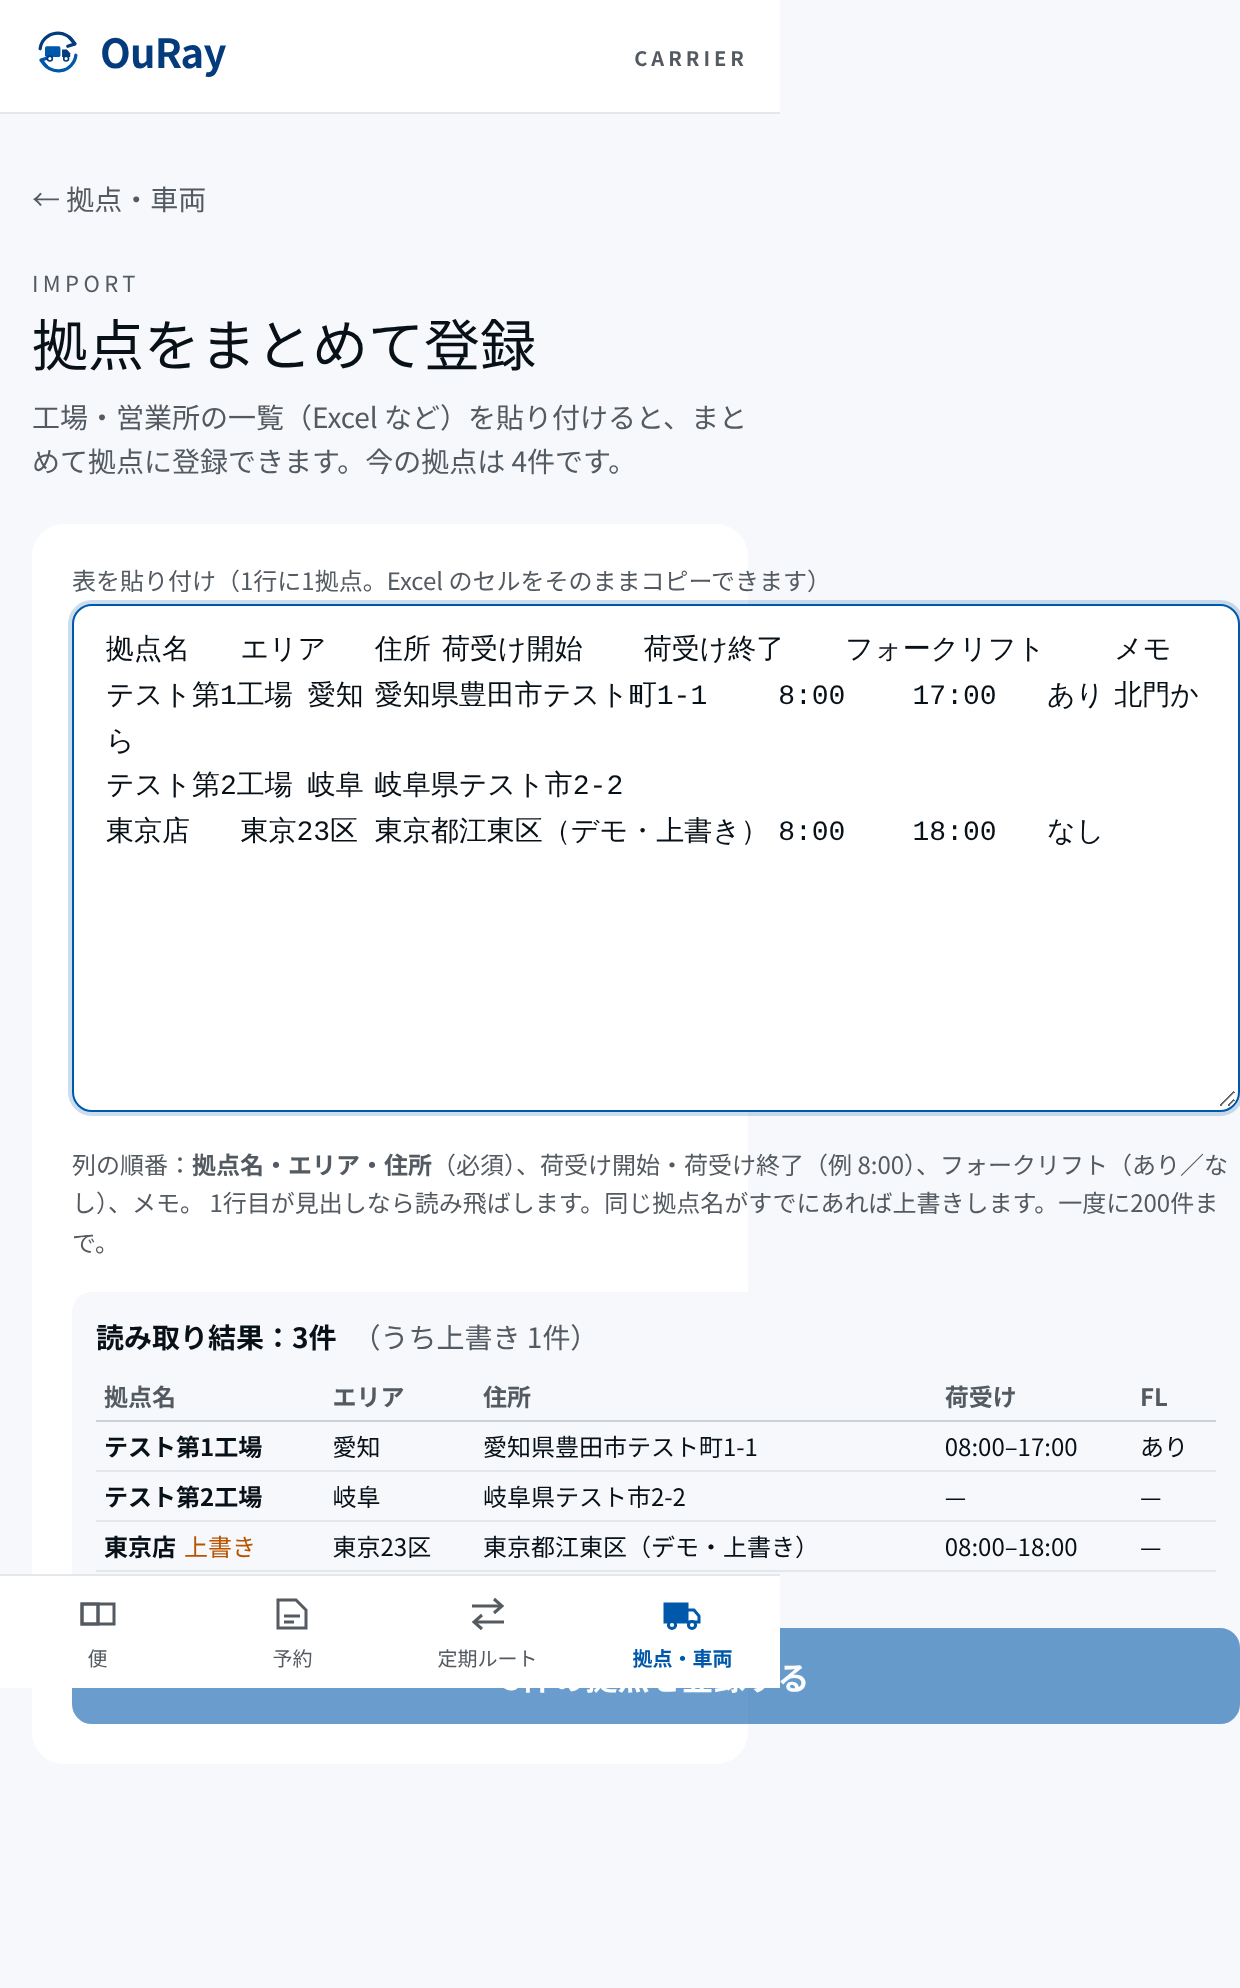 OuRay
CARRIER
← 拠点・車両
IMPORT
拠点をまとめて登録
工場・営業所の一覧（Excel など）を貼り付けると、まと
めて拠点に登録できます。今の拠点は 4件です。
表を貼り付け（1行に1拠点。Excel のセルをそのままコピーできます）
拠点名 エリア 住所 荷受け開始 荷受け終了 フォークリフト メモ
テスト第1工場 愛知 愛知県豊田市テスト町1-1 8:00 17:00 あり 北門か
ら
テスト第2工場 岐阜 岐阜県テスト市2-2
東京店 東京23区 東京都江東区（デモ・上書き） 8:00 18:00 なし
列の順番：拠点名・エリア・住所（必須）、荷受け開始・荷受け終了（例 8:00）、フォークリフト（あり／な
し）、メモ。 1行目が見出しなら読み飛ばします。同じ拠点名がすでにあれば上書きします。一度に200件ま
で。
読み取り結果：3件 （うち上書き 1件）
拠点名 エリア 住所 荷受け FL
テスト第1工場 愛知 愛知県豊田市テスト町1-1 08:00–17:00 あり
テスト第2工場 岐阜 岐阜県テスト市2-2 — —
東京店 上書き 東京23区 東京都江東区（デモ・上書き） 08:00–18:00 —
便 予約 定期ルート 拠点・車両
る